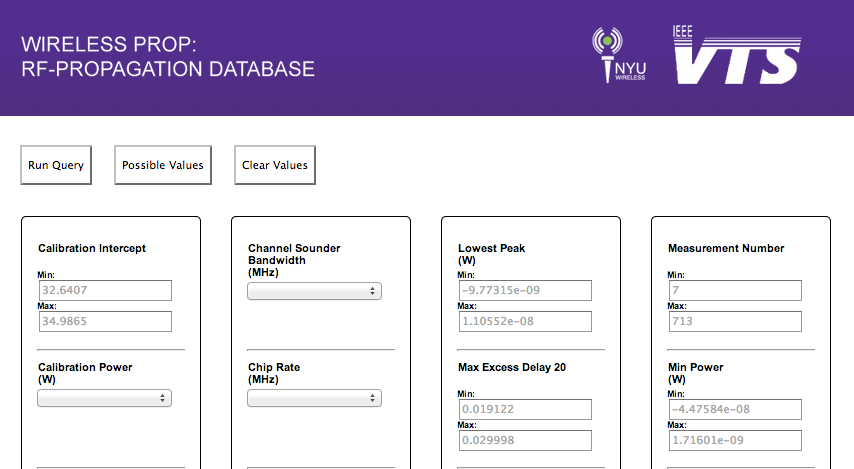 WIRELESS PROP:
RF-PROPAGATION DATABASE
NYU
WIRELESS
IEEE
VTS
Run Query
Possible Values
Clear Values
Calibration Intercept
Min:
32.6407
Max:
34.9865
Calibration Power
(W)
Channel Sounder
Bandwidth
(MHz)
Chip Rate
(MHz)
Lowest Peak
(W)
Min:
-9.77315e-09
Max:
1.10552e-08
Max Excess Delay 20
Min:
0.019122
Max:
0.029998
Measurement Number
Min:
7
Max:
713
Min Power
(W)
Min:
-4.47584e-08
Max:
1.71601e-09